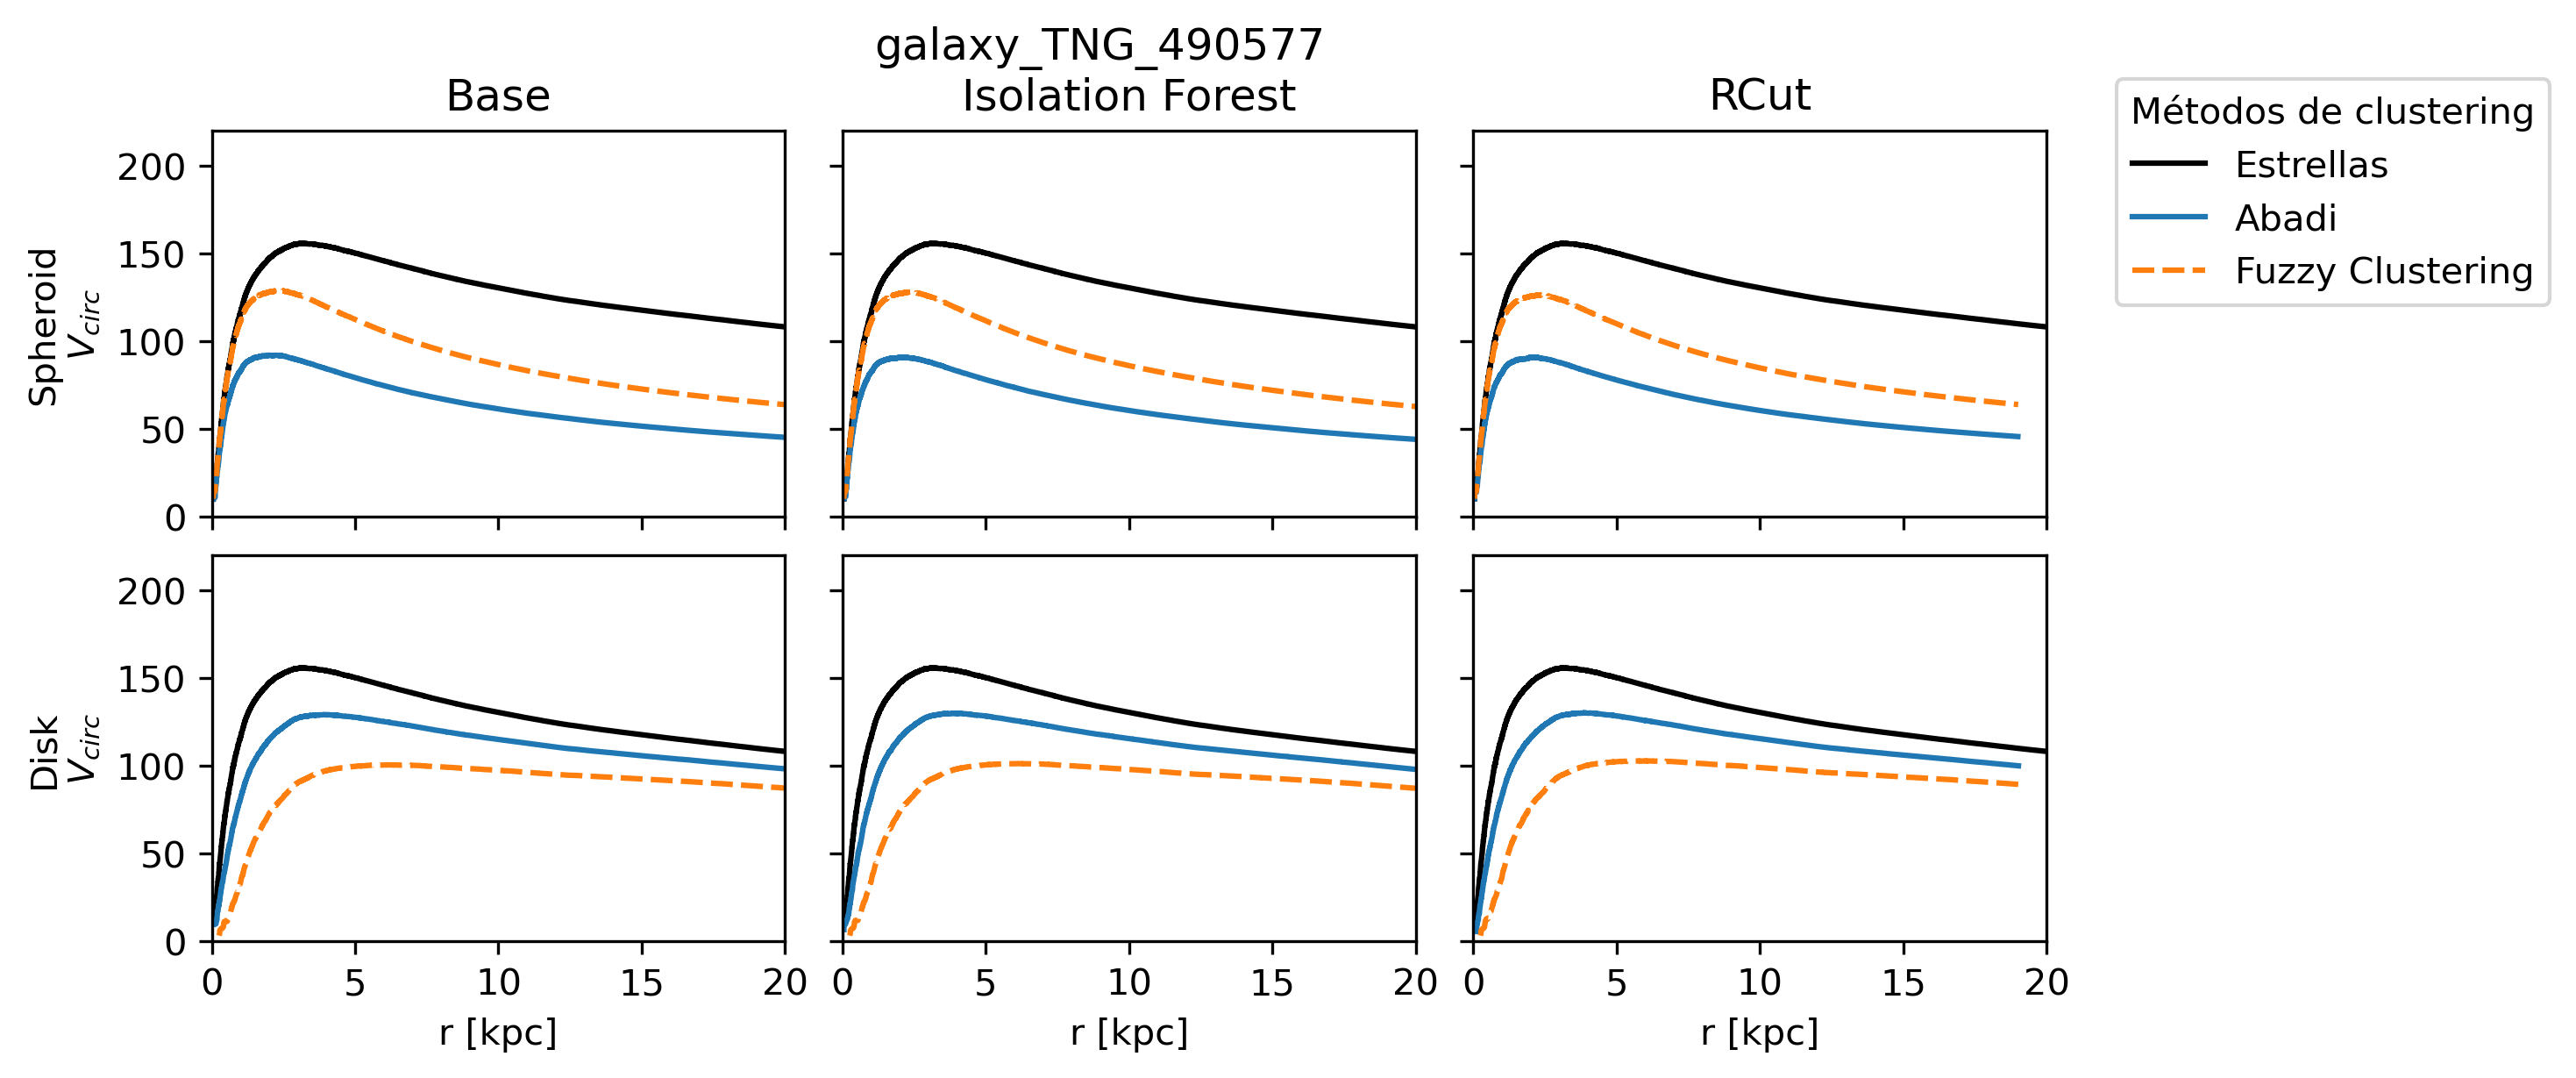 galaxy_TNG_490577
Base
Isolation Forest
RCut
Métodos de clustering
Estrellas
Abadi
Fuzzy Clustering
Spheroid
V_circ
200
150
100
50
0
Disk
V_circ
200
150
100
50
0
0 5 10 15 20
0 5 10 15 20
0 5 10 15 20
r [kpc]
r [kpc]
r [kpc]